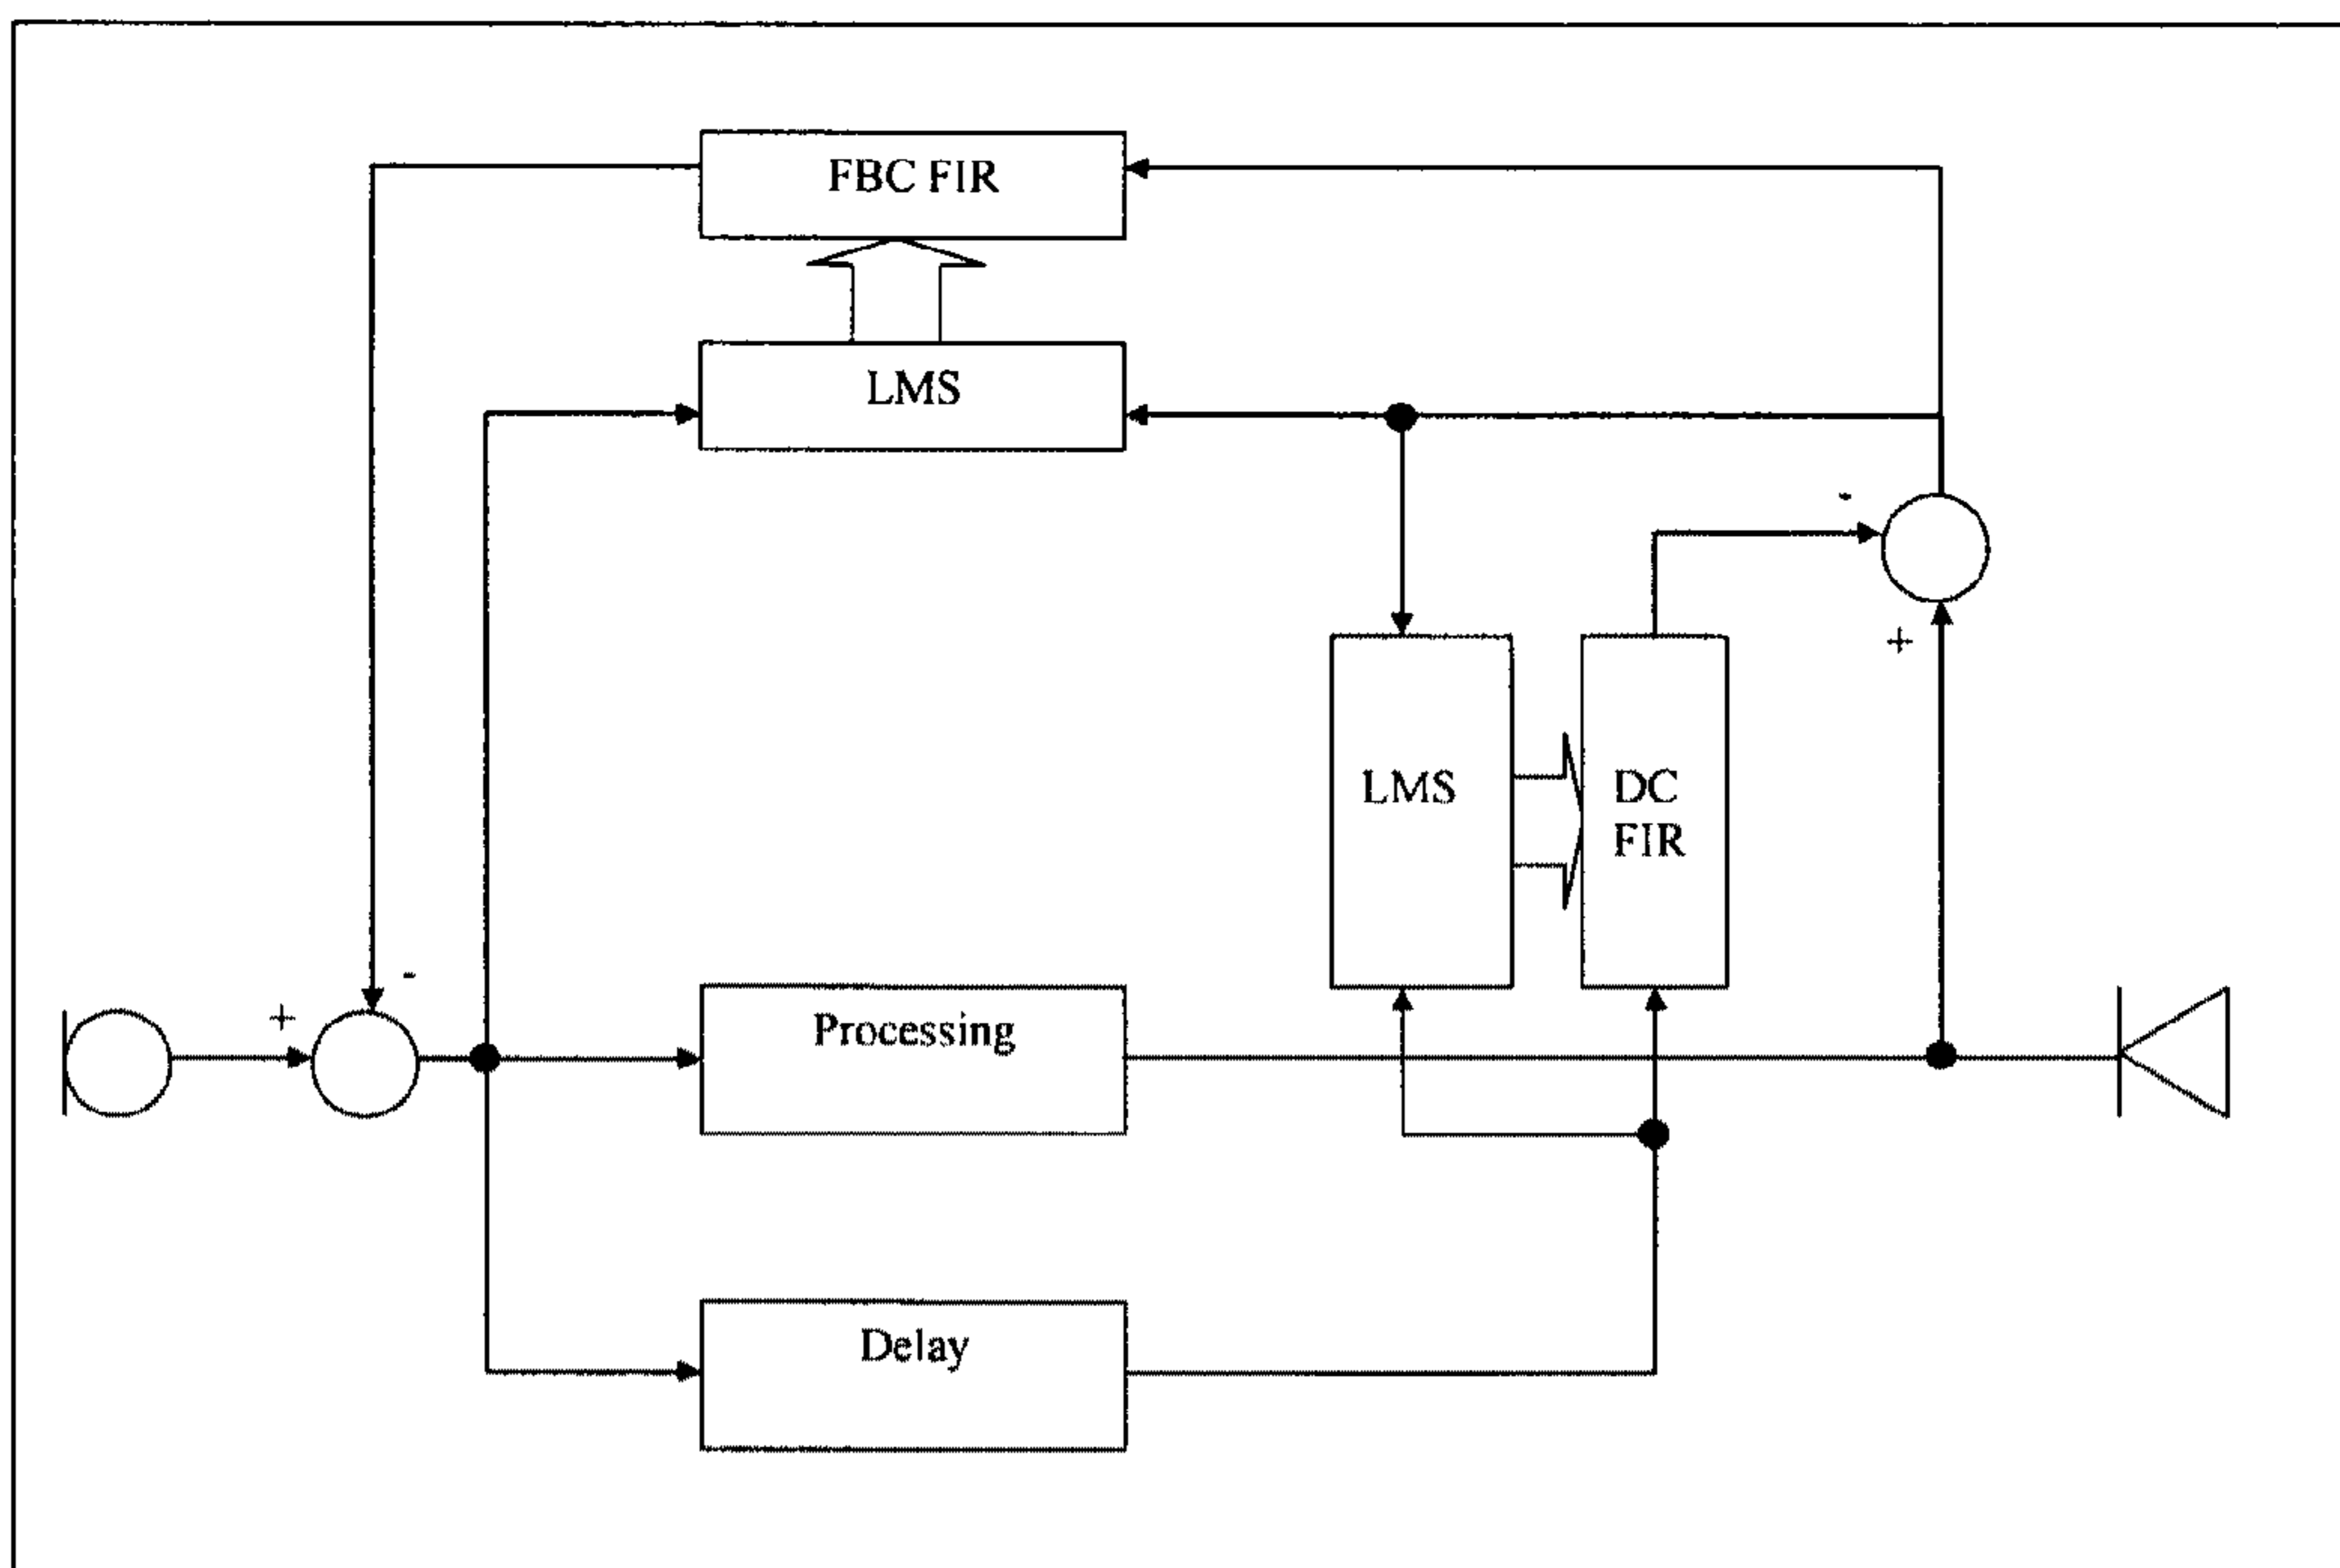 FBC FIR
LMS
-
+
LMS
DC
FIR
-
+
Processing
Delay